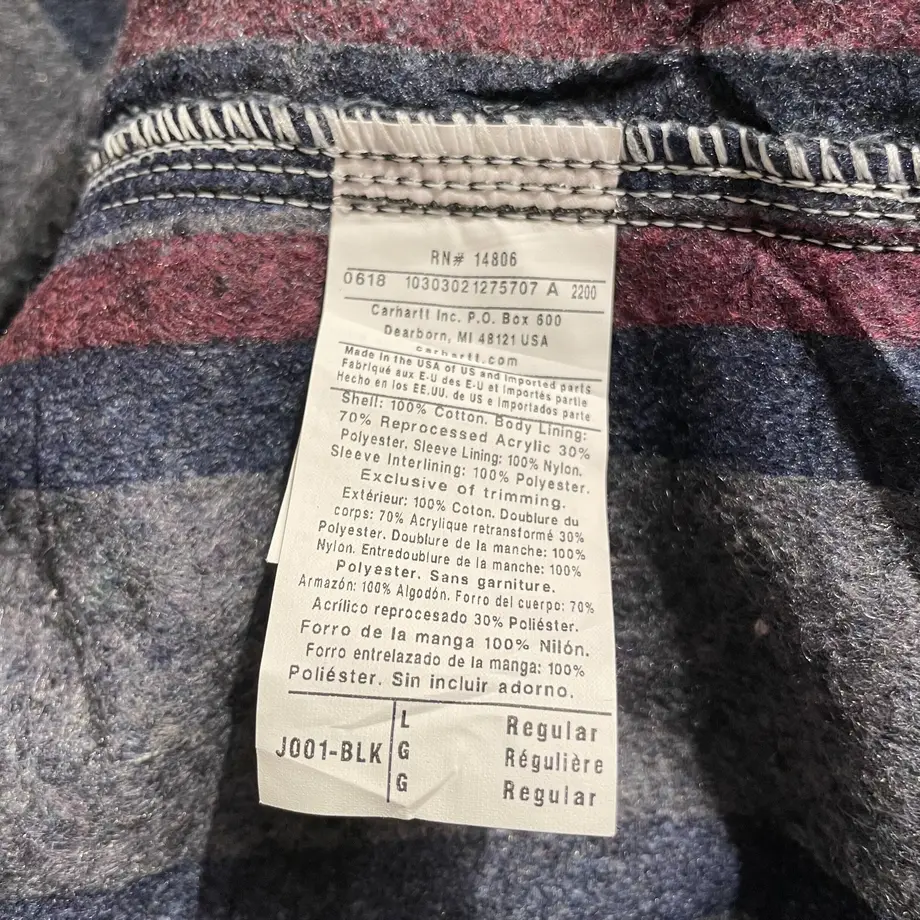 RN# 14806
0618 10303021275707 A 2200
Carhartt Inc. P.O. Box 600
Dearborn, MI 48121 USA
carhartt.com
Made in the USA of US and Imported parts
Fabriqué aux E-U des E-U et Importés partie
Hecho en los EE.UU. de US e Importados parte
Shell: 100% Cotton. Body Lining:
70% Reprocessed Acrylic 30%
Polyester. Sleeve Lining: 100% Nylon.
Sleeve Interlining: 100% Polyester.
Exclusive of trimming.
Extérieur: 100% Coton. Doublure du
corps: 70% Acrylique retransformé 30%
Polyester. Doublure de la manche: 100%
Nylon. Entredoublure de la manche: 100%
Polyester. Sans garniture.
Armazón: 100% Algodón. Forro del cuerpo: 70%
Acrílico reprocesado 30% Poliéster.
Forro de la manga 100% Nilón.
Forro entrelazado de la manga: 100%
Poliéster. Sin incluir adorno.
L Regular
J001-BLK G Régulière
G Regular